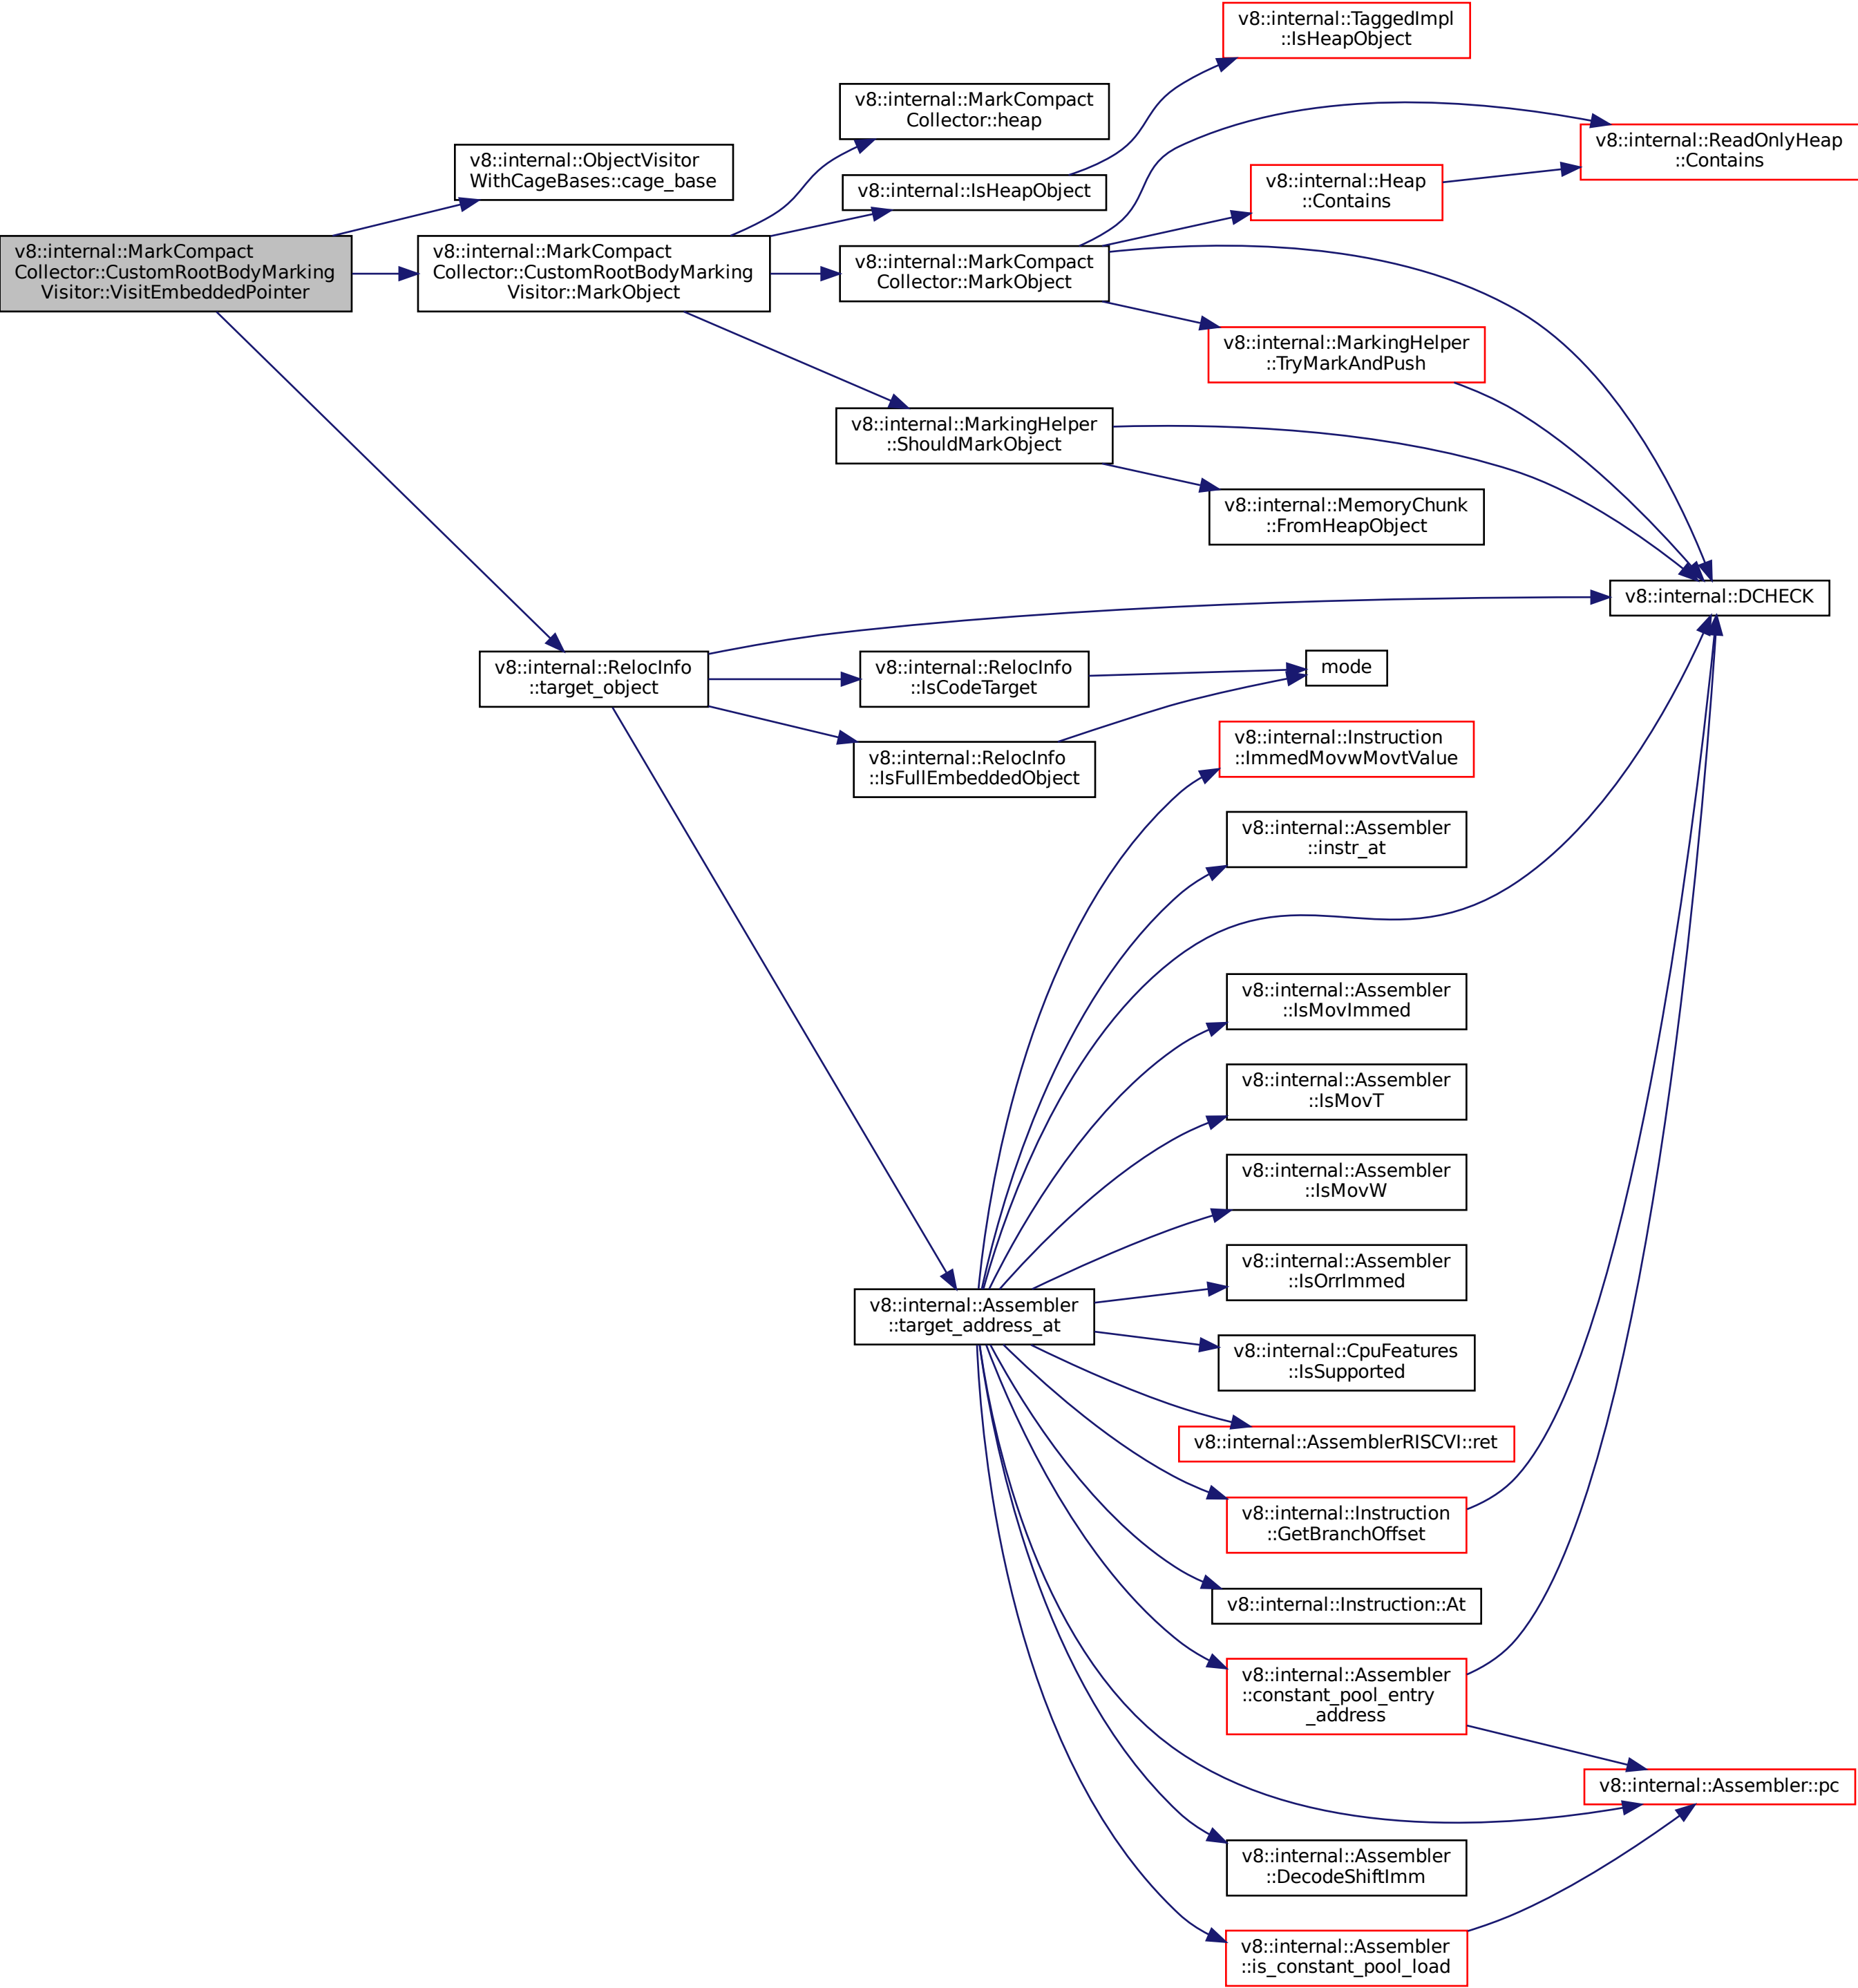 v8::internal::TaggedImpl
::IsHeapObject
v8::internal::MarkCompact
Collector::heap
v8::internal::ReadOnlyHeap
::Contains
v8::internal::ObjectVisitor
WithCageBases::cage_base
v8::internal::IsHeapObject
v8::internal::Heap
::Contains
v8::internal::MarkCompact
Collector::CustomRootBodyMarking
Visitor::VisitEmbeddedPointer
v8::internal::MarkCompact
Collector::CustomRootBodyMarking
Visitor::MarkObject
v8::internal::MarkCompact
Collector::MarkObject
v8::internal::MarkingHelper
::TryMarkAndPush
v8::internal::MarkingHelper
::ShouldMarkObject
v8::internal::MemoryChunk
::FromHeapObject
v8::internal::DCHECK
v8::internal::RelocInfo
::target_object
v8::internal::RelocInfo
::IsCodeTarget
mode
v8::internal::RelocInfo
::IsFullEmbeddedObject
v8::internal::Instruction
::ImmedMovwMovtValue
v8::internal::Assembler
::instr_at
v8::internal::Assembler
::IsMovImmed
v8::internal::Assembler
::IsMovT
v8::internal::Assembler
::IsMovW
v8::internal::Assembler
::IsOrrImmed
v8::internal::Assembler
::target_address_at
v8::internal::CpuFeatures
::IsSupported
v8::internal::AssemblerRISCVI::ret
v8::internal::Instruction
::GetBranchOffset
v8::internal::Instruction::At
v8::internal::Assembler
::constant_pool_entry
_address
v8::internal::Assembler::pc
v8::internal::Assembler
::DecodeShiftImm
v8::internal::Assembler
::is_constant_pool_load